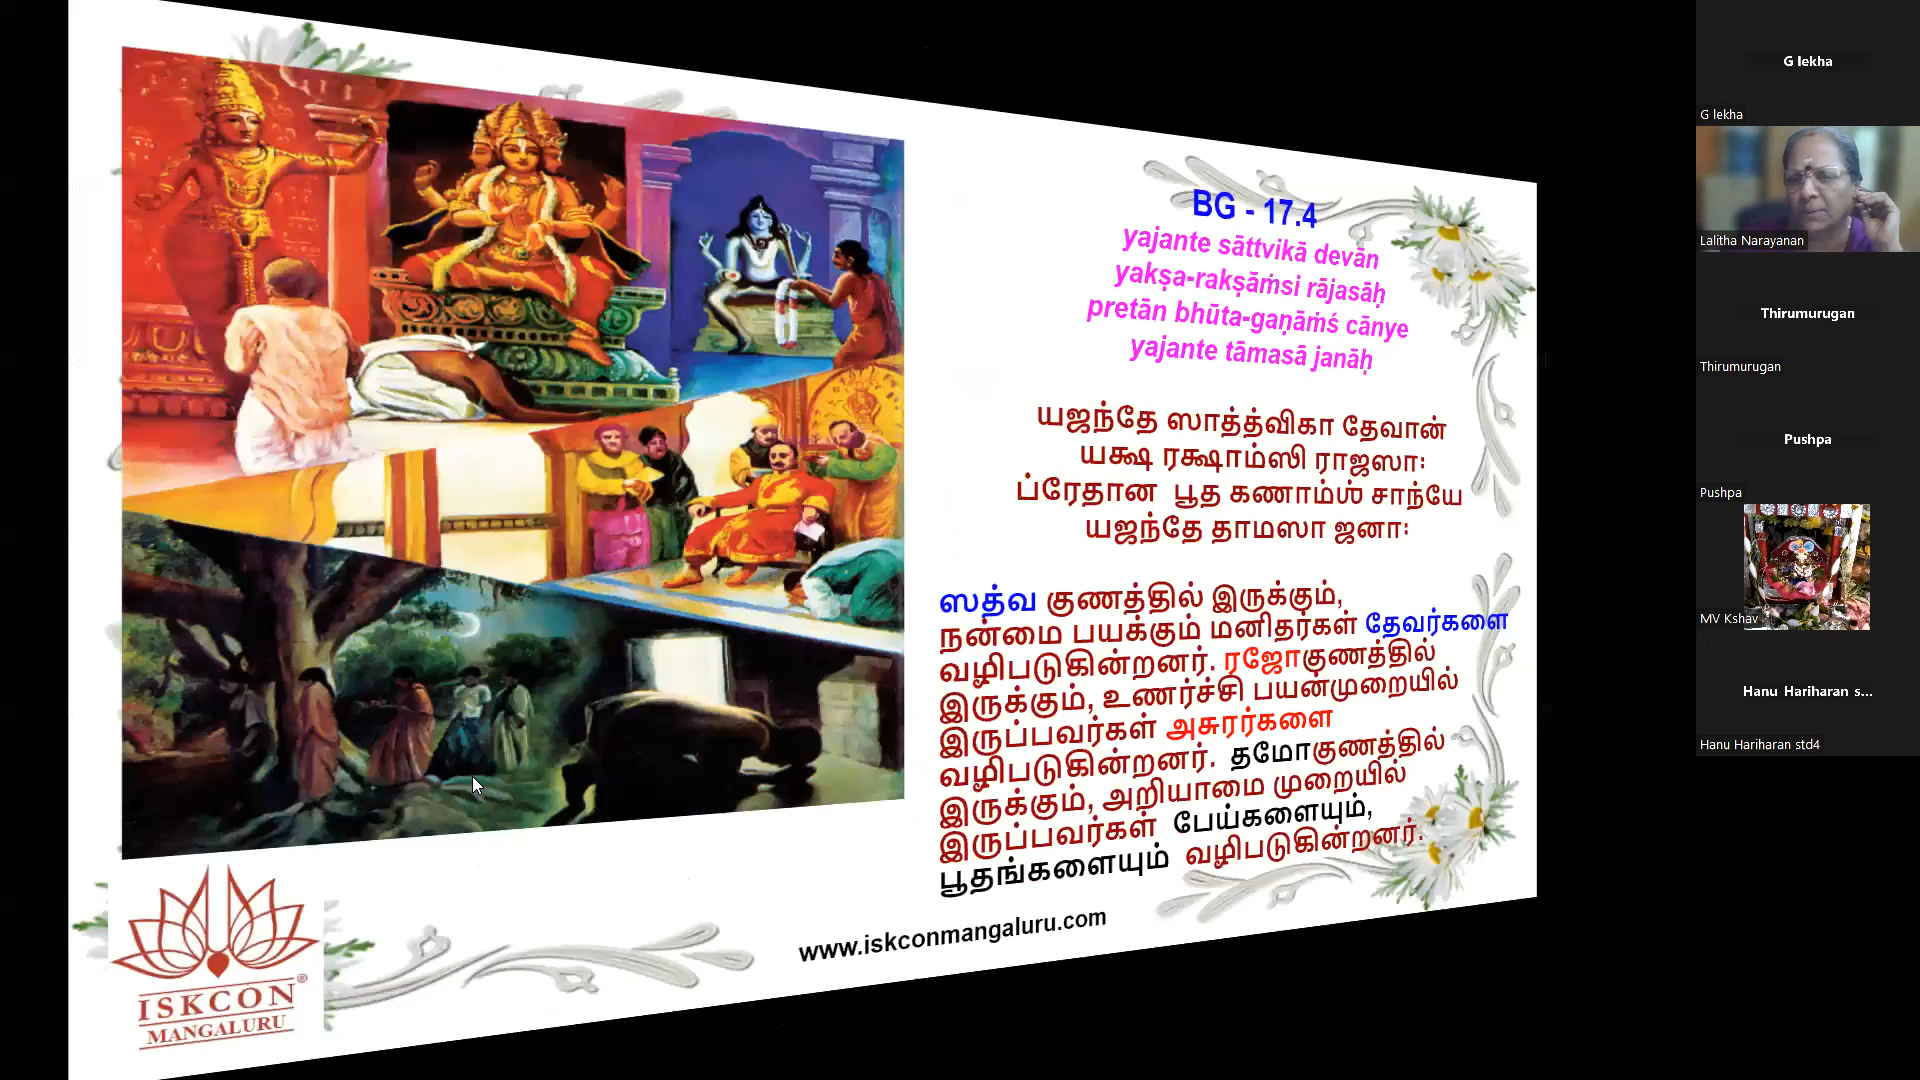 BG - 17.4
yajante sāttvikā devān
yakṣa-rakṣāṁsi rājasāḥ
pretān bhūta-gaṇāṁś cānye
yajante tāmasā janāḥ
யஜந்தே ஸாத்த்விகா தேவான்
யக்ஷ ரக்ஷாம்ஸி ராஜஸா:
ப்ரேதான பூத கணாம்ஶ் சாந்யே
யஜந்தே தாமஸா ஜனா:
ஸத்வ குணத்தில் இருக்கும்,
நன்மை பயக்கும் மனிதர்கள் தேவர்களை
வழிபடுகின்றனர். ரஜோகுணத்தில்
இருக்கும், உணர்ச்சி பயன்முறையில்
இருப்பவர்கள் அசுரர்களை
வழிபடுகின்றனர். தமோகுணத்தில்
இருக்கும், அறியாமை முறையில்
இருப்பவர்கள் பேய்களையும்,
பூதங்களையும் வழிபடுகின்றனர்.
www.iskconmangaluru.com
ISKCON®
MANGALURU
G lekha
G lekha
Lalitha Narayanan
Thirumurugan
Thirumurugan
Pushpa
Pushpa
MV Kshav
Hanu Hariharan s...
Hanu Hariharan std4